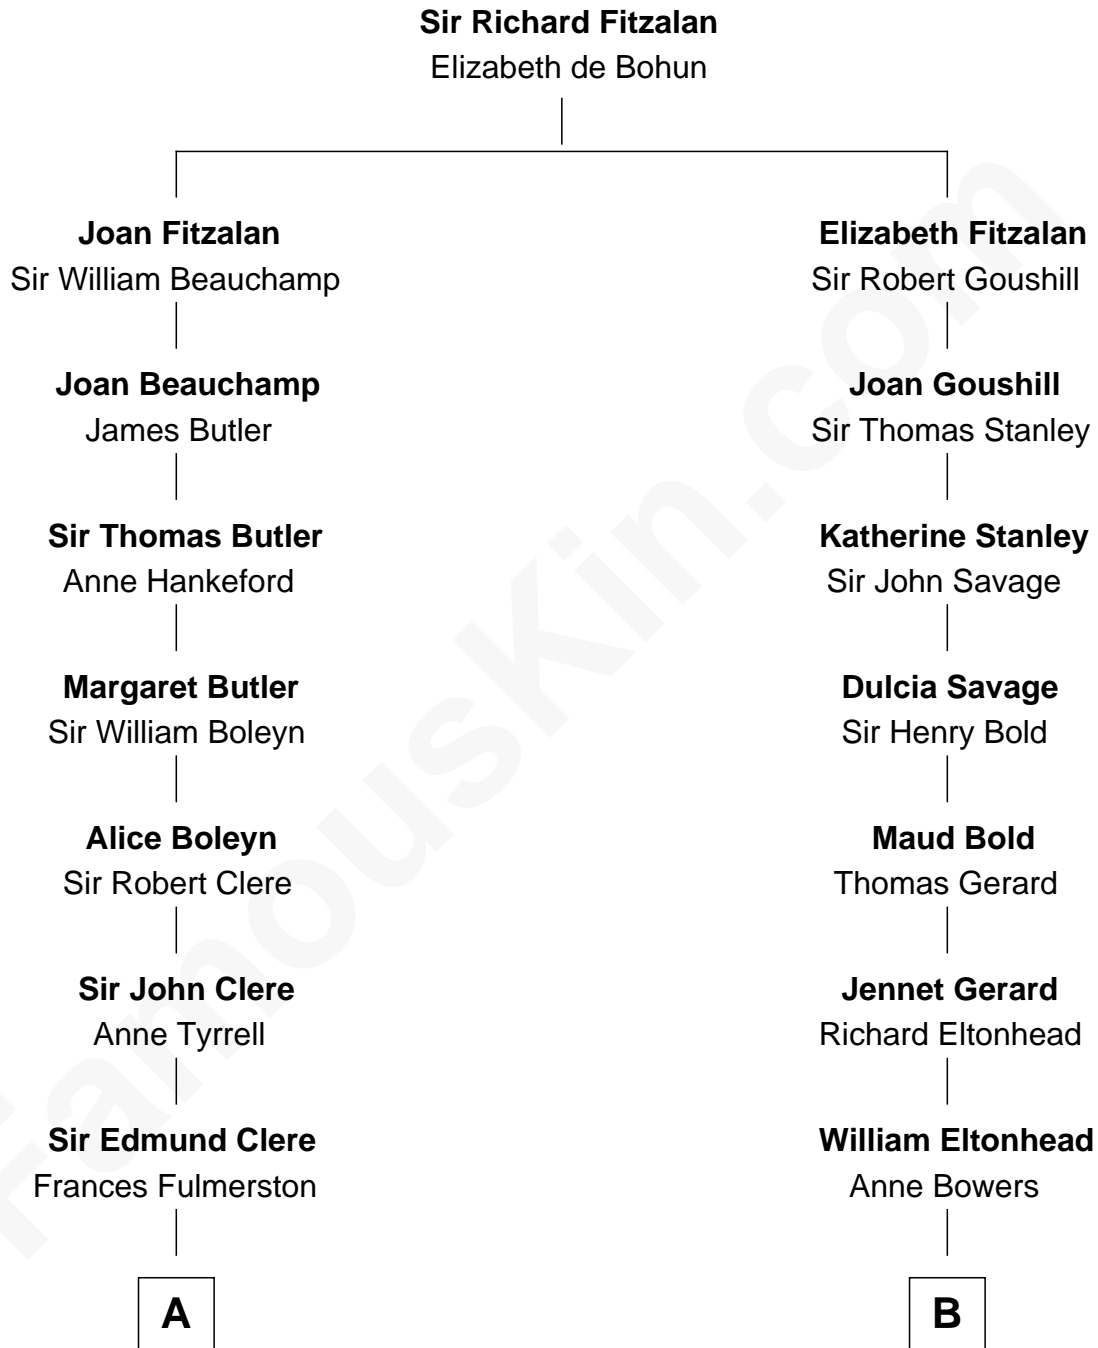 Sir Richard Fitzalan
Elizabeth de Bohun
Joan Fitzalan
Sir William Beauchamp
Elizabeth Fitzalan
Sir Robert Goushill
Joan Beauchamp
James Butler
Joan Goushill
Sir Thomas Stanley
Sir Thomas Butler
Anne Hankeford
Katherine Stanley
Sir John Savage
Margaret Butler
Sir William Boleyn
Dulcia Savage
Sir Henry Bold
Alice Boleyn
Sir Robert Clere
Maud Bold
Thomas Gerard
Sir John Clere
Anne Tyrrell
Jennet Gerard
Richard Eltonhead
Sir Edmund Clere
Frances Fulmerston
William Eltonhead
Anne Bowers
A
B
FamousKin.com